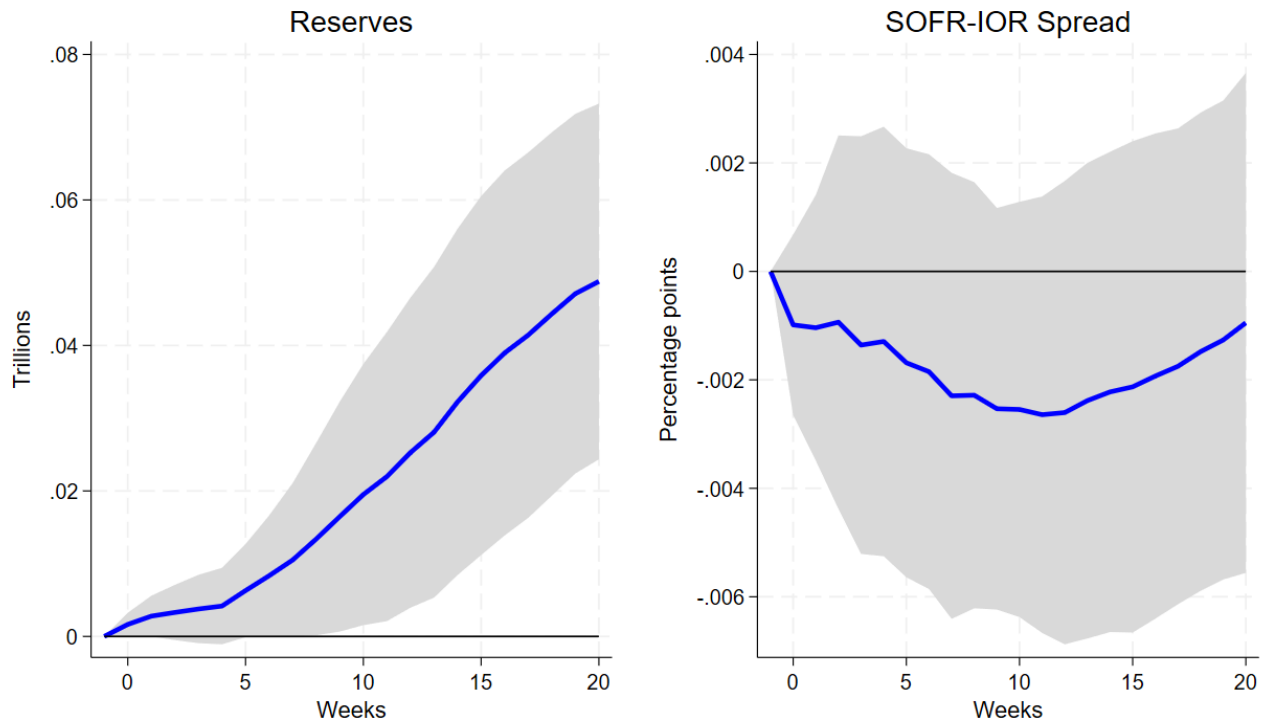 Reserves
.08
.06
.04
.02
0
Trillions
0 5 10 15 20
Weeks
SOFR-IOR Spread
.004
.002
0
-.002
-.004
-.006
Percentage points
0 5 10 15 20
Weeks